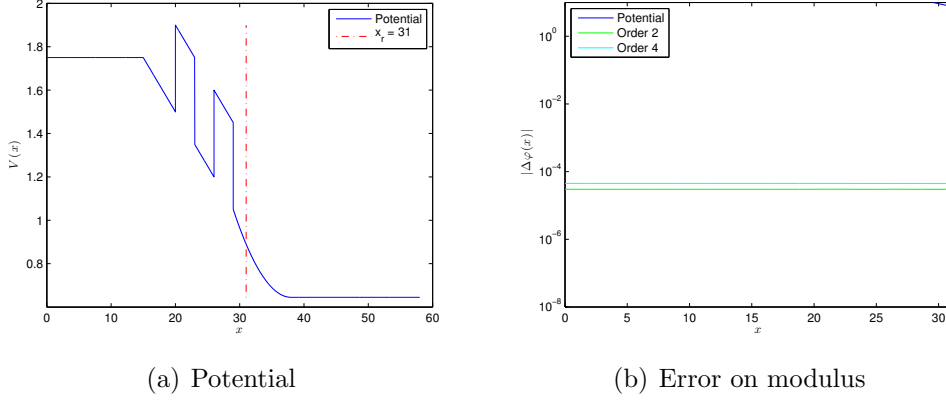 2
1.8
1.6
1.4
1.2
1
0.8
0 10 20 30 40 50 60
V(x)
x
Potential
x_r = 31
(a) Potential
10^0
10^-4
10^-6
10^-8
0 5 10 15 20 25 30
|Δφ(x)|
x
Potential
Order 2
Order 4
(b) Error on modulus